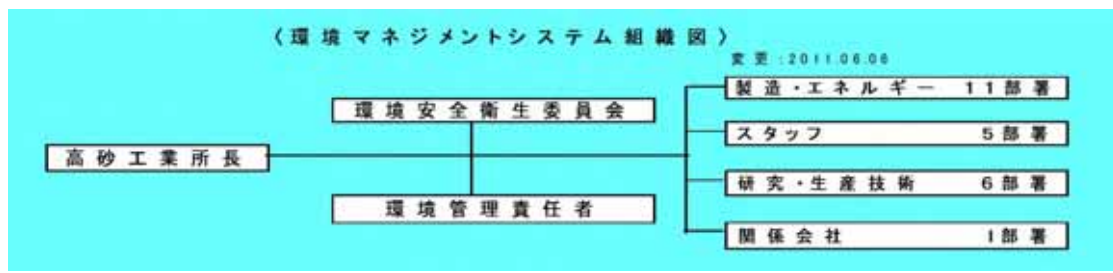 〈環境マネジメントシステム組織図〉
変更:2011.06.06
製造・エネルギー 11部署
環境安全衛生委員会
スタッフ 5部署
高砂工業所長
研究・生産技術 6部署
環境管理責任者
関係会社 1部署